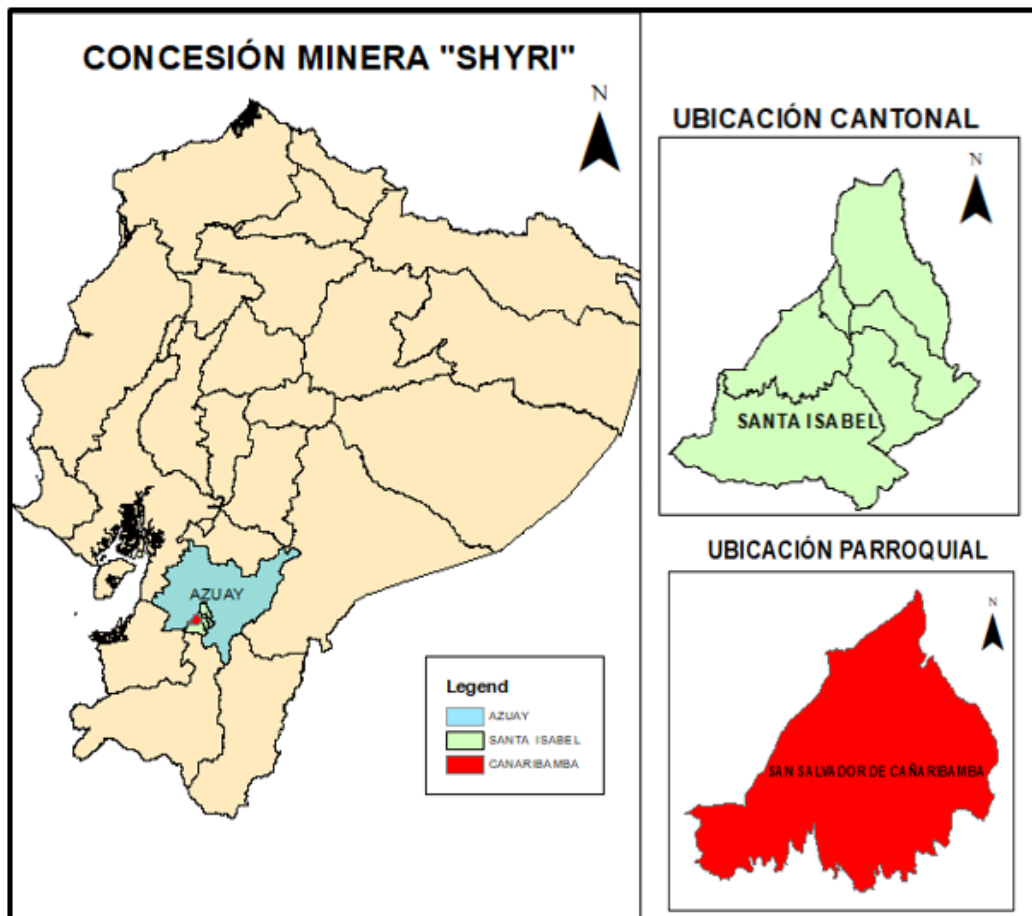 CONCESIÓN MINERA "SHYRI"
N
AZUAY
Legend
AZUAY
SANTA ISABEL
CANARIBAMBA
UBICACIÓN CANTONAL
N
SANTA ISABEL
UBICACIÓN PARROQUIAL
N
SAN SALVADOR DE CAÑARIBAMBA